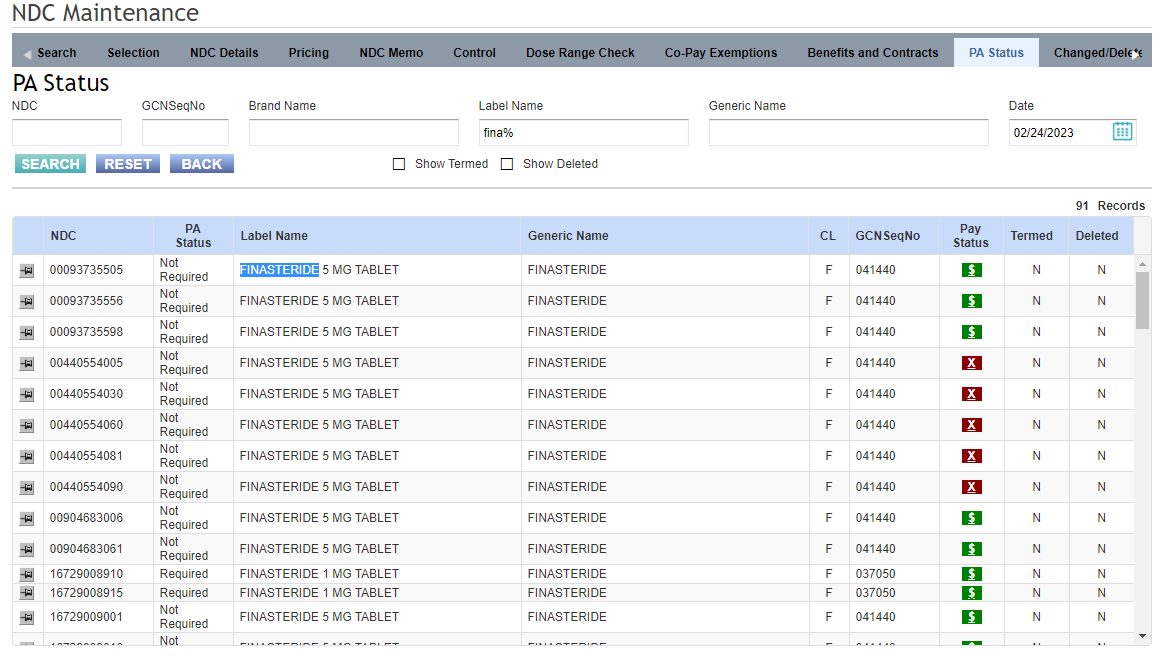 NDC Maintenance
Search Selection NDC Details Pricing NDC Memo Control Dose Range Check Co-Pay Exemptions Benefits and Contracts PA Status Changed/Dele
PA Status
NDC GCNSeqNo Brand Name Label Name Generic Name Date
fina% 02/24/2023
SEARCH RESET BACK Show Termed Show Deleted
91 Records
NDC PA Status Label Name Generic Name CL GCNSeqNo Pay Status Termed Deleted
00093735505 Not Required FINASTERIDE 5 MG TABLET FINASTERIDE F 041440 $ N N
00093735556 Not Required FINASTERIDE 5 MG TABLET FINASTERIDE F 041440 $ N N
00093735598 Not Required FINASTERIDE 5 MG TABLET FINASTERIDE F 041440 $ N N
00440554005 Not Required FINASTERIDE 5 MG TABLET FINASTERIDE F 041440 X N N
00440554030 Not Required FINASTERIDE 5 MG TABLET FINASTERIDE F 041440 X N N
00440554060 Not Required FINASTERIDE 5 MG TABLET FINASTERIDE F 041440 X N N
00440554081 Not Required FINASTERIDE 5 MG TABLET FINASTERIDE F 041440 X N N
00440554090 Not Required FINASTERIDE 5 MG TABLET FINASTERIDE F 041440 X N N
00904683006 Not Required FINASTERIDE 5 MG TABLET FINASTERIDE F 041440 $ N N
00904683061 Not Required FINASTERIDE 5 MG TABLET FINASTERIDE F 041440 $ N N
16729008910 Required FINASTERIDE 1 MG TABLET FINASTERIDE F 037050 $ N N
16729008915 Required FINASTERIDE 1 MG TABLET FINASTERIDE F 037050 $ N N
16729009001 Not Required FINASTERIDE 5 MG TABLET FINASTERIDE F 041440 $ N N
Not